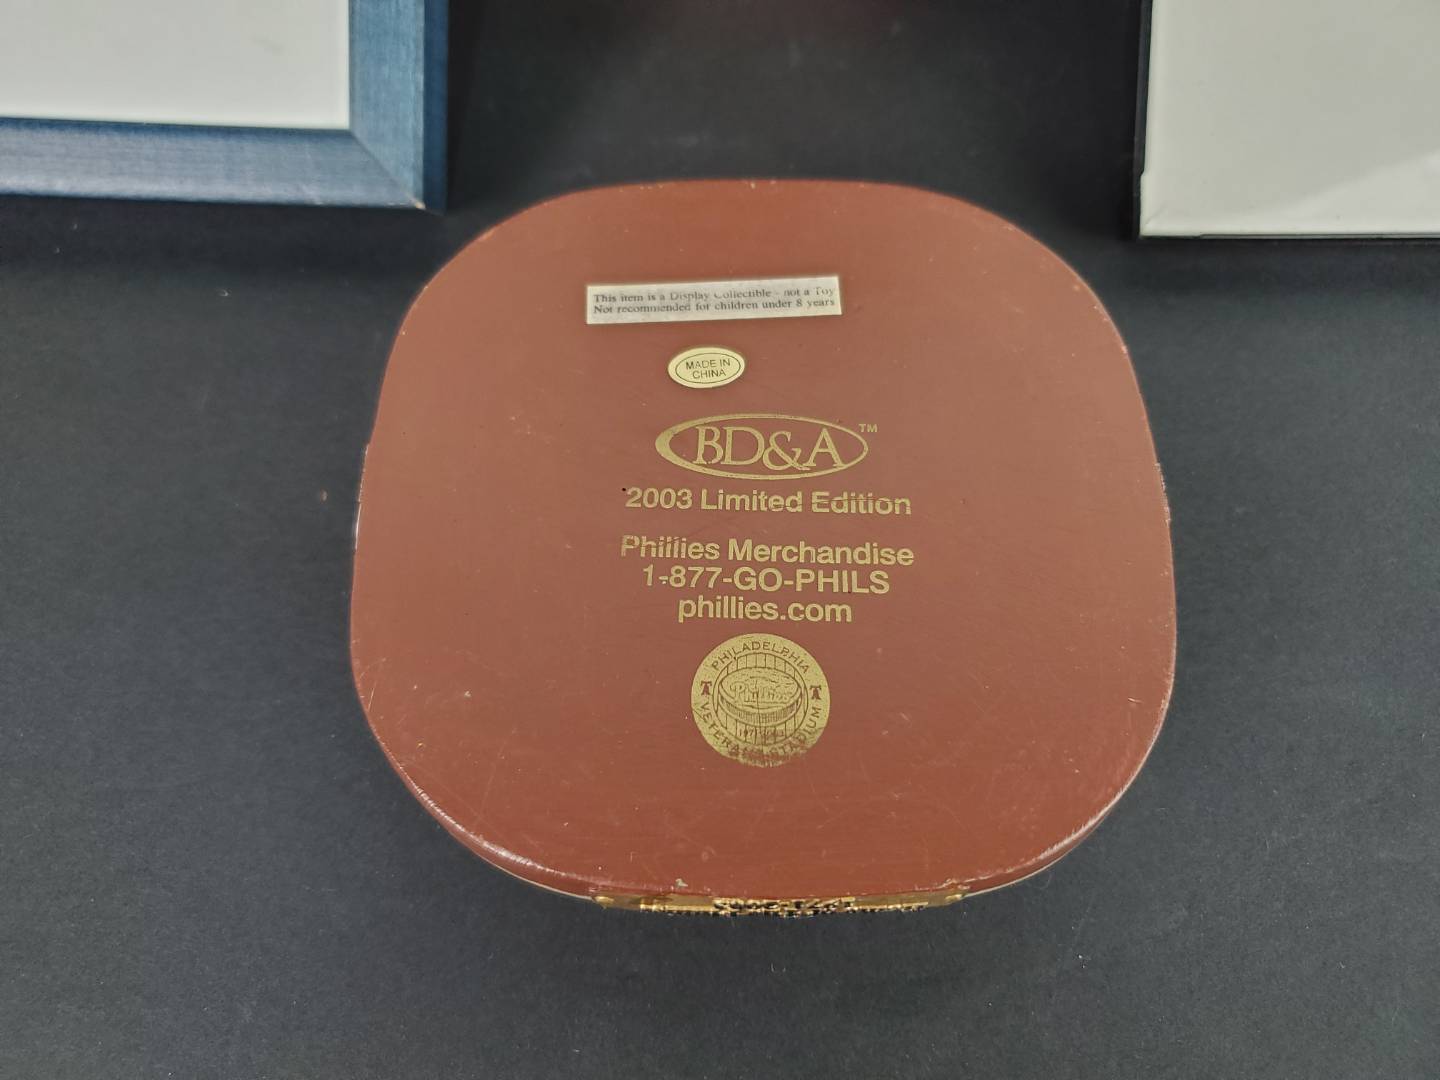 This item is a Display Collectible - not a Toy
Not recommended for children under 8 years
MADE IN
CHINA
BD&A™
2003 Limited Edition
Phillies Merchandise
1-877-GO-PHILS
phillies.com
PHILADELPHIA
Phillies
VETERANS STADIUM